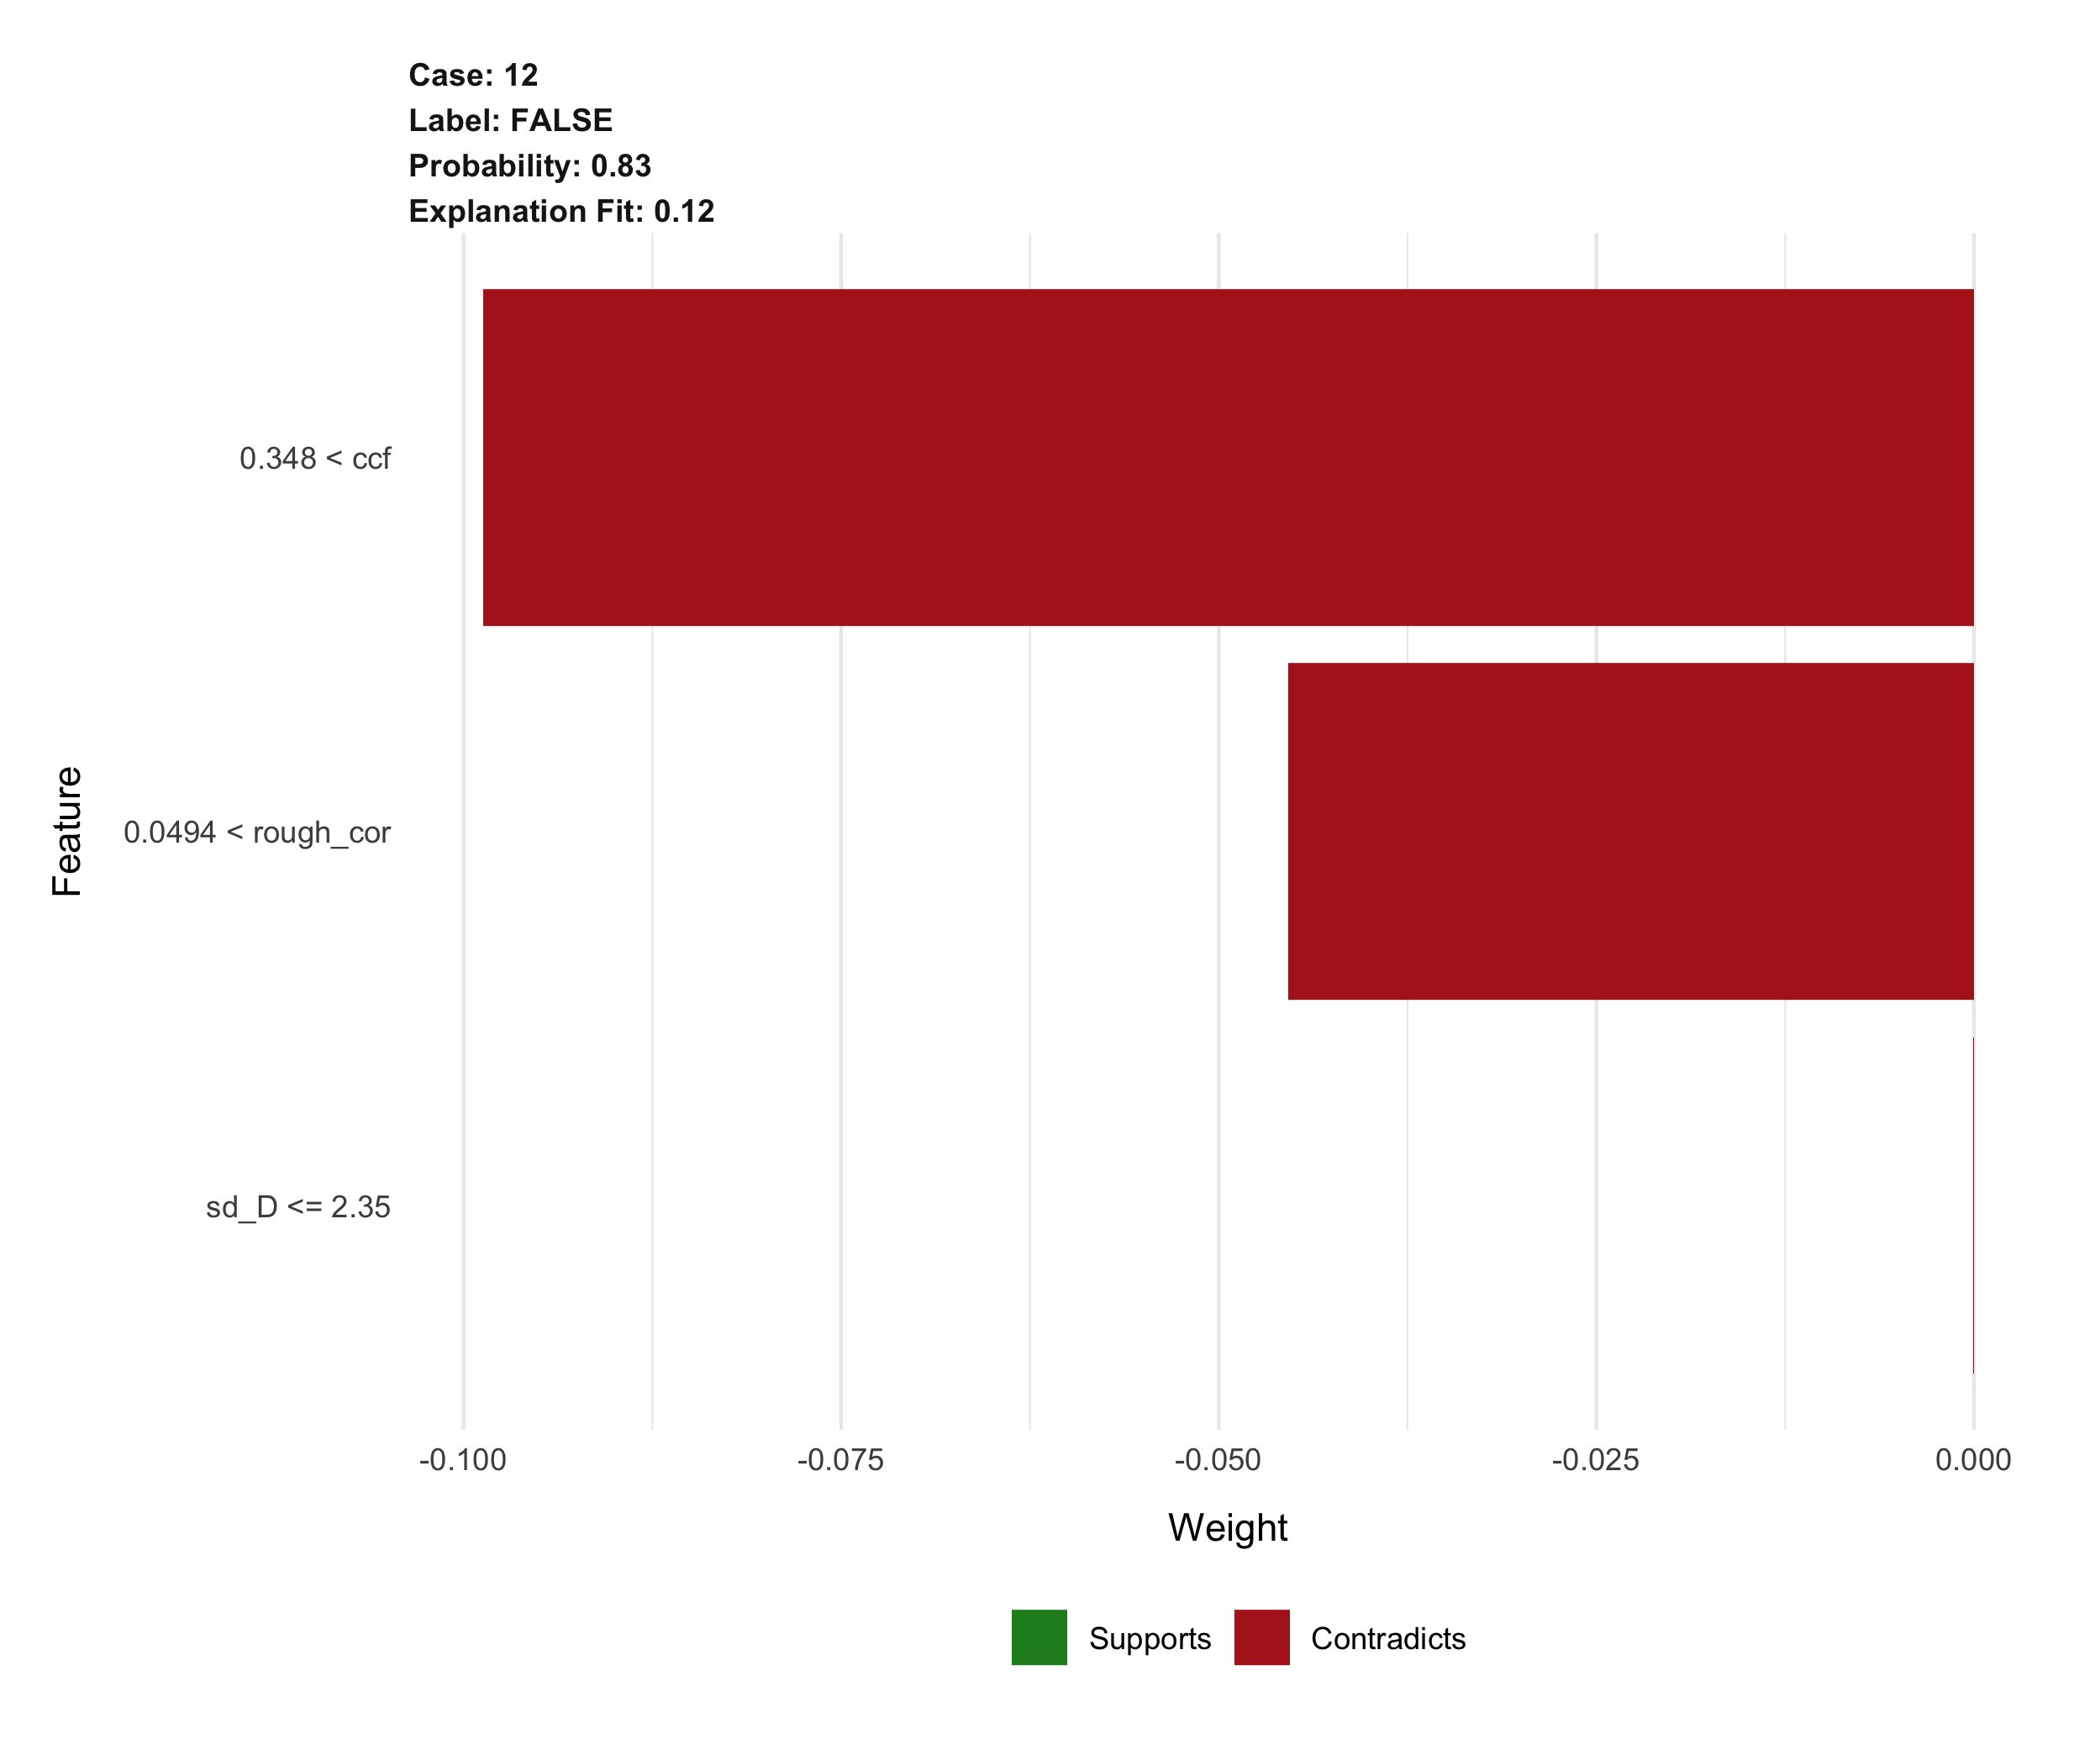 Case: 12
Label: FALSE
Probability: 0.83
Explanation Fit: 0.12
Feature
0.348 < ccf
0.0494 < rough_cor
sd_D <= 2.35
-0.100 -0.075 -0.050 -0.025 0.000
Weight
Supports Contradicts